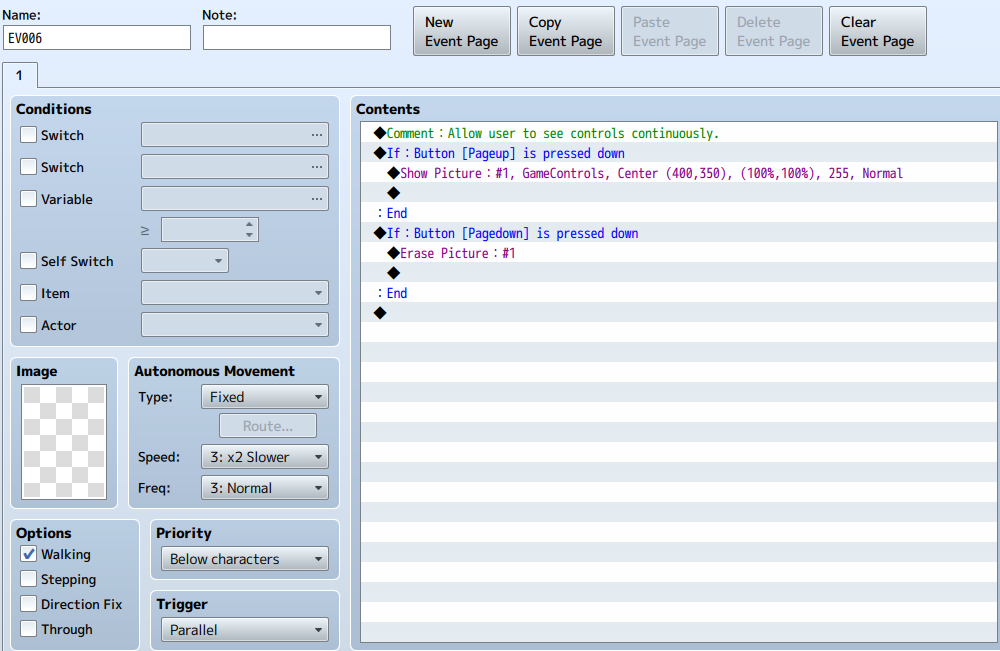 Name:
Note:
EV006
New Event Page
Copy Event Page
Paste Event Page
Delete Event Page
Clear Event Page
1
Conditions
Switch ...
Switch ...
Variable ...
≥
Self Switch
Item
Actor
Image
Autonomous Movement
Type: Fixed
Route...
Speed: 3: x2 Slower
Freq: 3: Normal
Options
Walking
Stepping
Direction Fix
Through
Priority
Below characters
Trigger
Parallel
Contents
◆Comment：Allow user to see controls continuously.
◆If：Button [Pageup] is pressed down
◆Show Picture：#1, GameControls, Center (400,350), (100%,100%), 255, Normal
◆
：End
◆If：Button [Pagedown] is pressed down
◆Erase Picture：#1
◆
：End
◆